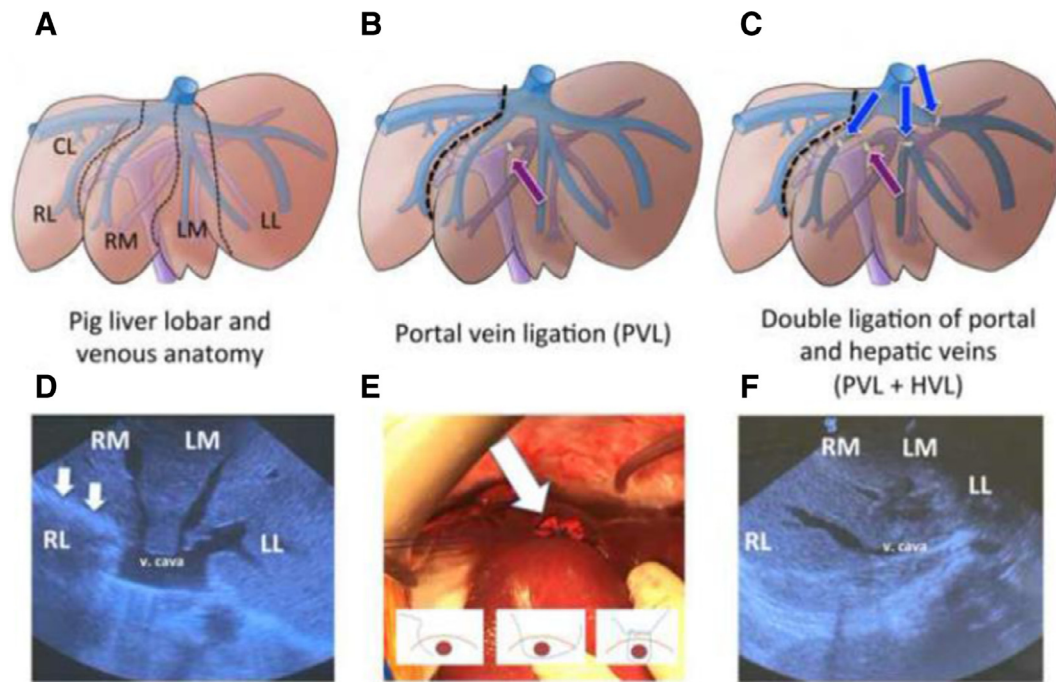 A
B
C
CL
RL
RM
LM
LL
Pig liver lobar and
venous anatomy
Portal vein ligation (PVL)
Double ligation of portal
and hepatic veins
(PVL + HVL)
D
E
F
RM
LM
RL
LL
v. cava
RM
LM
LL
RL
v. cava